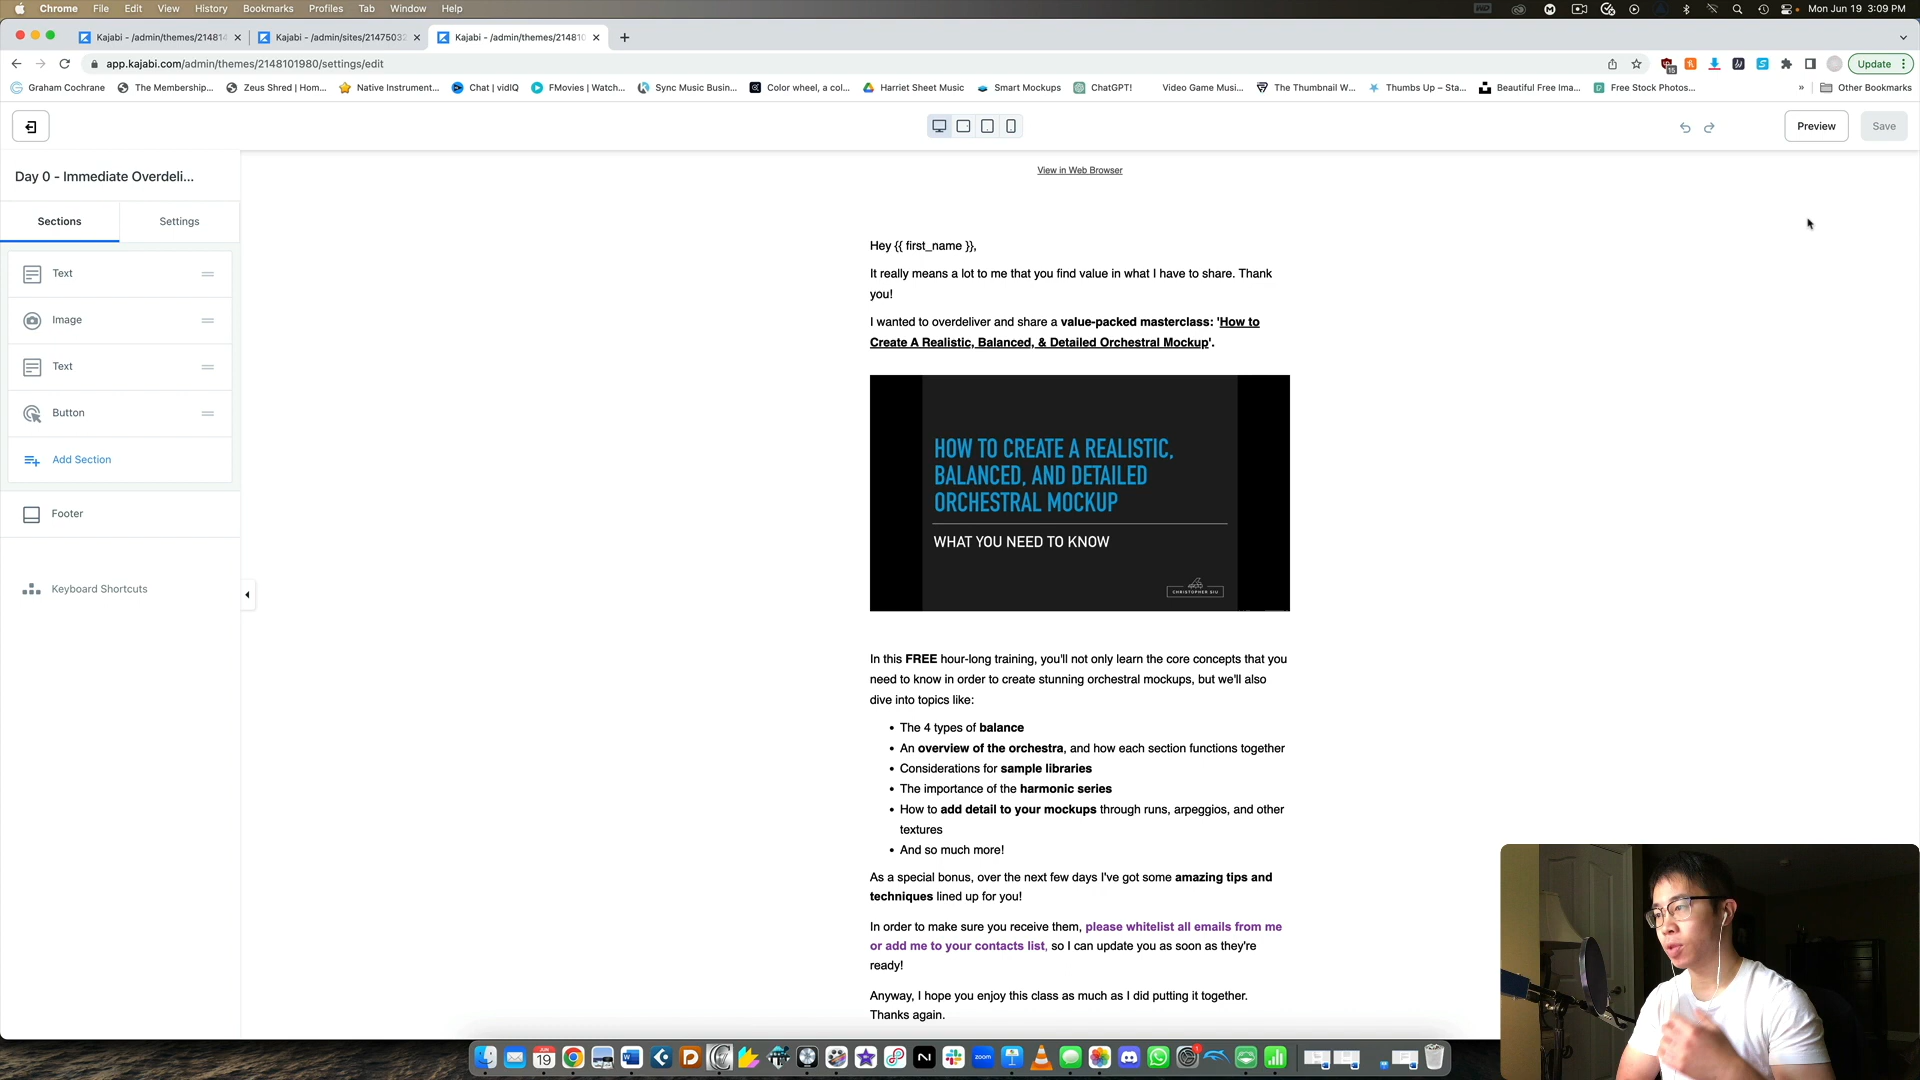 Chrome File Edit View History Bookmarks Profiles Tab Window Help
Mon Jun 19 3:09 PM
Kajabi - /admin/themes/21481
Kajabi - /admin/sites/21475032
Kajabi - /admin/themes/214810
app.kajabi.com/admin/themes/2148101980/settings/edit
15
Update
Graham Cochrane
The Membership...
Zeus Shred | Hom...
Native Instrument...
Chat | vidIQ
FMovies | Watch...
Sync Music Busin...
Color wheel, a col...
Harriet Sheet Music
Smart Mockups
ChatGPT!
Video Game Musi...
The Thumbnail W...
Thumbs Up – Sta...
Beautiful Free Ima...
Free Stock Photos...
»
Other Bookmarks
Preview
Save
Day 0 - Immediate Overdeli...
Sections
Settings
Text
Image
Text
Button
Add Section
Footer
Keyboard Shortcuts
View in Web Browser
Hey {{ first_name }},
It really means a lot to me that you find value in what I have to share. Thank
you!
I wanted to overdeliver and share a value-packed masterclass: 'How to
Create A Realistic, Balanced, & Detailed Orchestral Mockup'.
HOW TO CREATE A REALISTIC,
BALANCED, AND DETAILED
ORCHESTRAL MOCKUP
WHAT YOU NEED TO KNOW
CHRISTOPHER SIU
In this FREE hour-long training, you'll not only learn the core concepts that you
need to know in order to create stunning orchestral mockups, but we'll also
dive into topics like:
• The 4 types of balance
• An overview of the orchestra, and how each section functions together
• Considerations for sample libraries
• The importance of the harmonic series
• How to add detail to your mockups through runs, arpeggios, and other
textures
• And so much more!
As a special bonus, over the next few days I've got some amazing tips and
techniques lined up for you!
In order to make sure you receive them, please whitelist all emails from me
or add me to your contacts list, so I can update you as soon as they're
ready!
Anyway, I hope you enjoy this class as much as I did putting it together.
Thanks again.
JUN
19
zoom